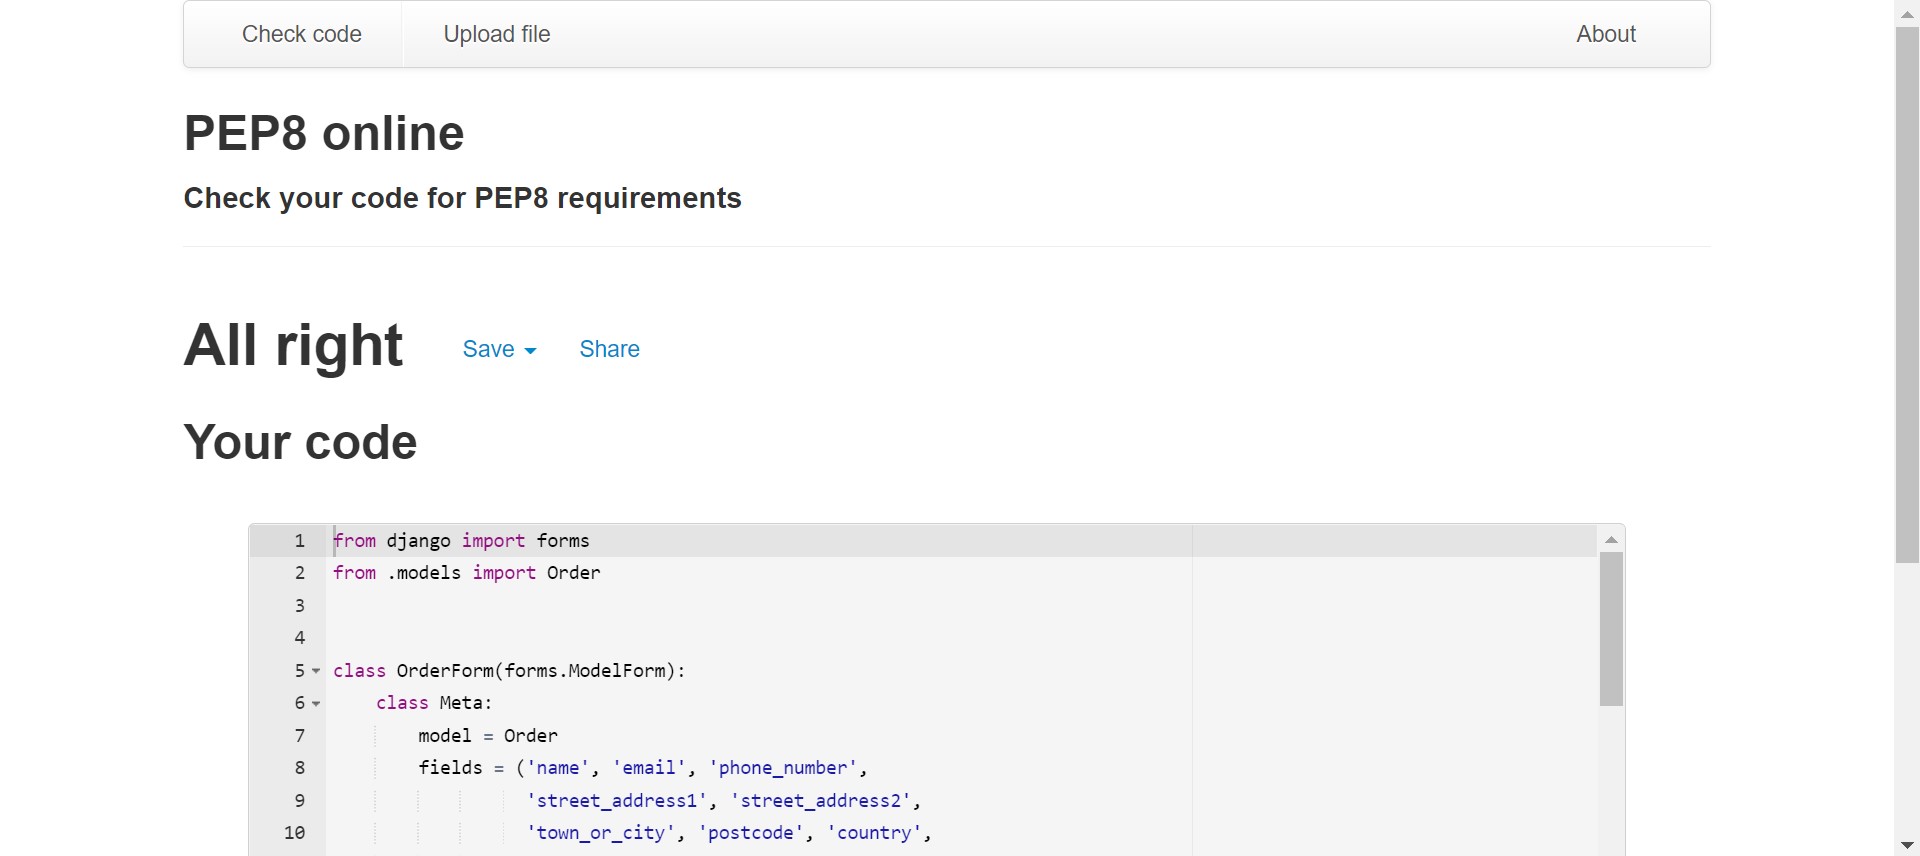 Check code Upload file About
PEP8 online
Check your code for PEP8 requirements
All right Save Share
Your code
1 from django import forms
2 from .models import Order
3
4
5 class OrderForm(forms.ModelForm):
6     class Meta:
7         model = Order
8         fields = ('name', 'email', 'phone_number',
9                   'street_address1', 'street_address2',
10                   'town_or_city', 'postcode', 'country',